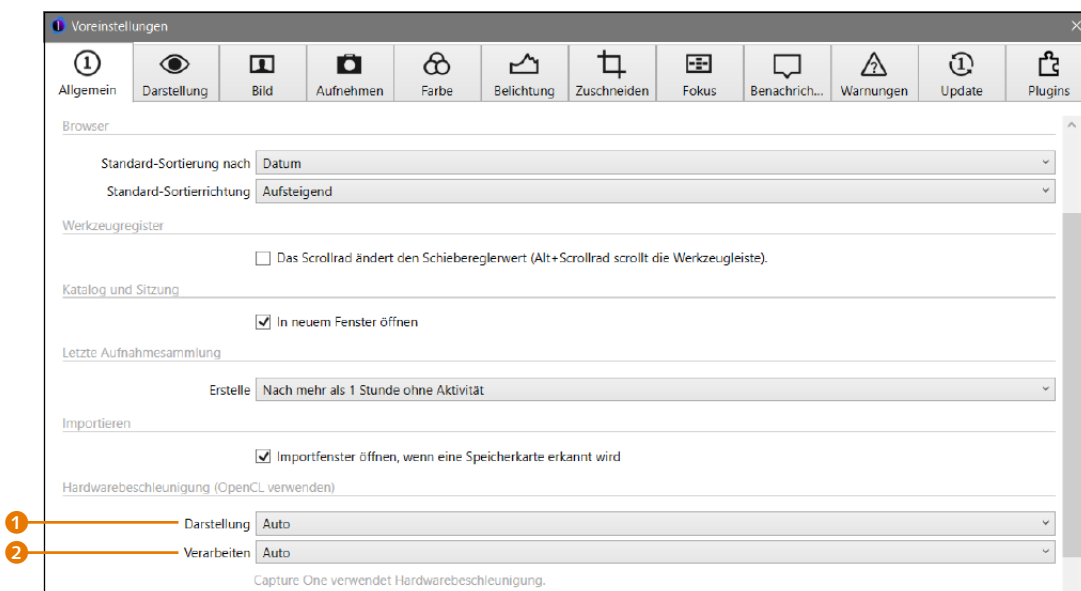 Voreinstellungen
Allgemein Darstellung Bild Aufnehmen Farbe Belichtung Zuschneiden Fokus Benachrich... Warnungen Update Plugins
Browser
Standard-Sortierung nach Datum
Standard-Sortierrichtung Aufsteigend
Werkzeugregister
Das Scrollrad ändert den Schiebereglerwert (Alt+Scrollrad scrollt die Werkzeugleiste).
Katalog und Sitzung
In neuem Fenster öffnen
Letzte Aufnahmesammlung
Erstelle Nach mehr als 1 Stunde ohne Aktivität
Importieren
Importfenster öffnen, wenn eine Speicherkarte erkannt wird
Hardwarebeschleunigung (OpenCL verwenden)
1 Darstellung Auto
2 Verarbeiten Auto
Capture One verwendet Hardwarebeschleunigung.